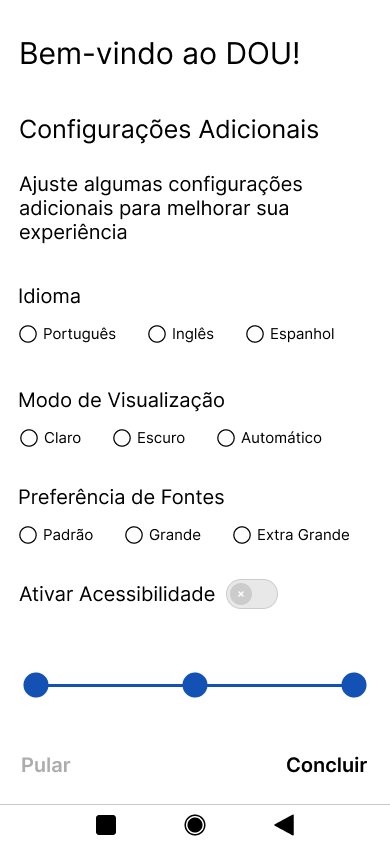 Bem-vindo ao DOU!
Configurações Adicionais
Ajuste algumas configurações
adicionais para melhorar sua
experiência
Idioma
Português Inglês Espanhol
Modo de Visualização
Claro Escuro Automático
Preferência de Fontes
Padrão Grande Extra Grande
Ativar Acessibilidade
Pular Concluir